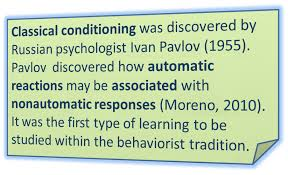 Classical conditioning was discovered by
Russian psychologist Ivan Pavlov (1955).
Pavlov discovered how automatic
reactions may be associated with
nonautomatic responses (Moreno, 2010).
It was the first type of learning to be
studied within the behaviorist tradition.